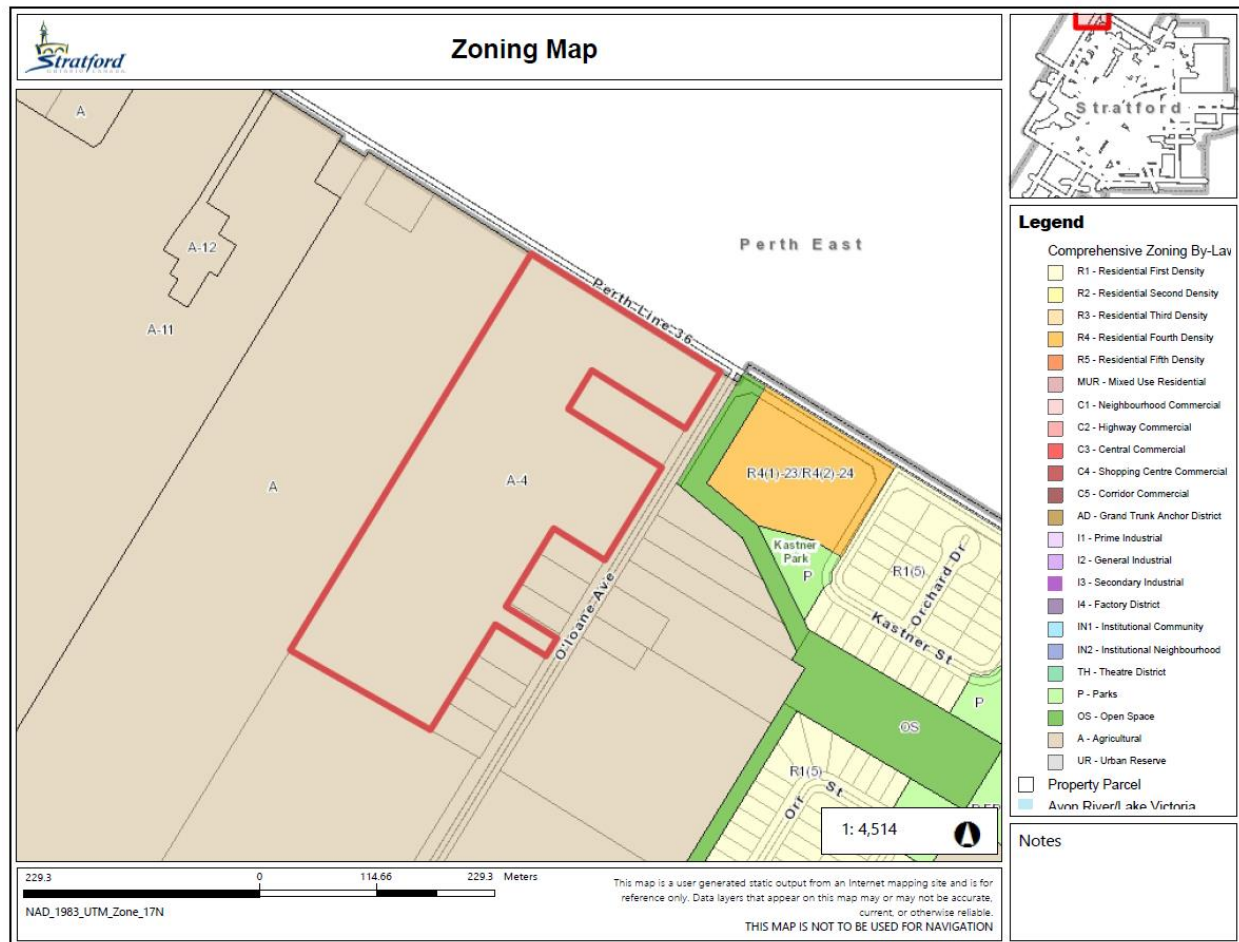 Stratford
ONTARIO CANADA
Zoning Map
Stratford
A
A-12
A-11
Perth East
Perth Line 36
A
A-4
R4(1)-23/R4(2)-24
Kastner
Park
P
R1(5)
Orchard Dr
Kastner St
O'loane Ave
P
OS
R1(5)
Orr St
1: 4,514
Legend
Comprehensive Zoning By-Law
R1 - Residential First Density
R2 - Residential Second Density
R3 - Residential Third Density
R4 - Residential Fourth Density
R5 - Residential Fifth Density
MUR - Mixed Use Residential
C1 - Neighbourhood Commercial
C2 - Highway Commercial
C3 - Central Commercial
C4 - Shopping Centre Commercial
C5 - Corridor Commercial
AD - Grand Trunk Anchor District
I1 - Prime Industrial
I2 - General Industrial
I3 - Secondary Industrial
I4 - Factory District
IN1 - Institutional Community
IN2 - Institutional Neighbourhood
TH - Theatre District
P - Parks
OS - Open Space
A - Agricultural
UR - Urban Reserve
Property Parcel
Avon River/Lake Victoria
Notes
229.3 0 114.66 229.3 Meters
NAD_1983_UTM_Zone_17N
This map is a user generated static output from an Internet mapping site and is for
reference only. Data layers that appear on this map may or may not be accurate,
current, or otherwise reliable.
THIS MAP IS NOT TO BE USED FOR NAVIGATION